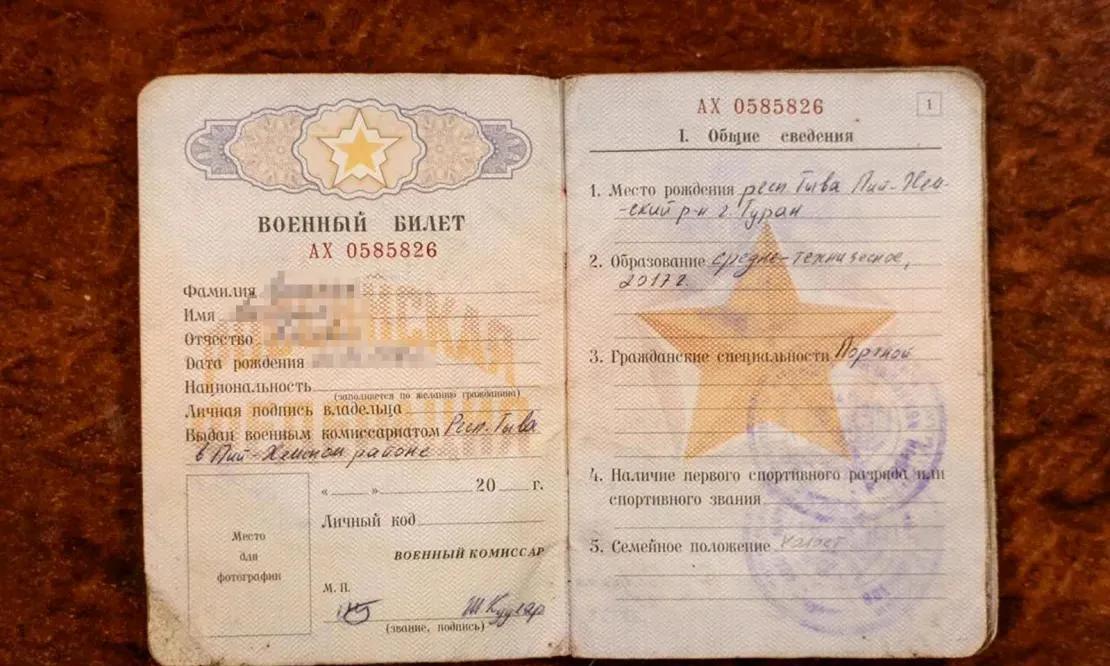 ВОЕННЫЙ БИЛЕТ
АХ 0585826
Фамилия
Имя
Отчество
Дата рождения
Национальность
(заполняется по желанию гражданина)
Личная подпись владельца
Выдан военным комиссариатом Респ. Тыва
в Пий-Хемском районе
« » 20 г.
Личный код
Место
для
фотографии
ВОЕННЫЙ КОМИССАР
М. П.
Ш Кууlар
(звание, подпись)
АХ 0585826
1
I. Общие сведения
1. Место рождения респ. Тыва Пий-Хем-
-ский р-н г. Туран
2. Образование средне-техническое,
2017 г.
3. Гражданские специальности Портной
4. Наличие первого спортивного разряда или
спортивного звания
5. Семейное положение холост